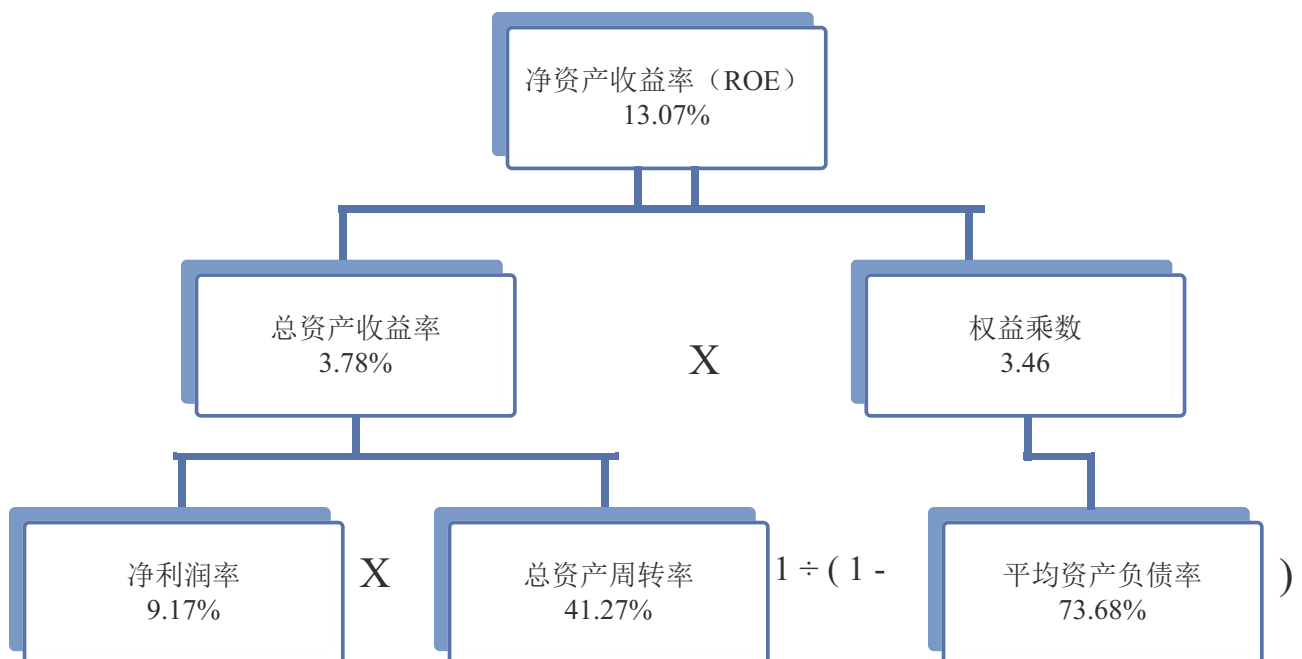 净资产收益率（ROE）
13.07%
总资产收益率
3.78%
X
权益乘数
3.46
净利润率
9.17%
X
总资产周转率
41.27%
1 ÷ ( 1 -
平均资产负债率
73.68%
)